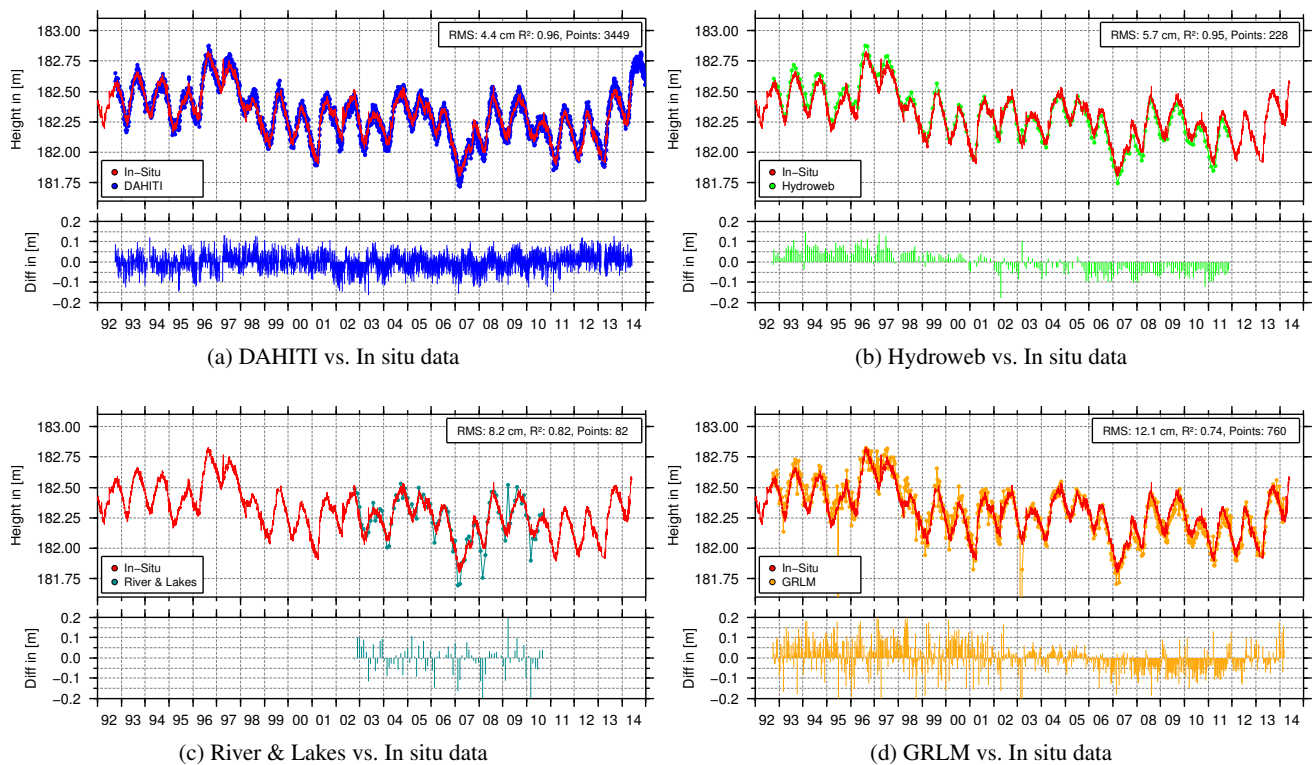 183.00
182.75
182.50
182.25
182.00
181.75
Height in [m]
RMS: 4.4 cm R²: 0.96, Points: 3449
In−Situ
DAHITI
0.2
0.1
0.0
−0.1
−0.2
Diff in [m]
92 93 94 95 96 97 98 99 00 01 02 03 04 05 06 07 08 09 10 11 12 13 14
(a) DAHITI vs. In situ data
183.00
182.75
182.50
182.25
182.00
181.75
Height in [m]
RMS: 5.7 cm, R²: 0.95, Points: 228
In−Situ
Hydroweb
0.2
0.1
0.0
−0.1
−0.2
Diff in [m]
92 93 94 95 96 97 98 99 00 01 02 03 04 05 06 07 08 09 10 11 12 13 14
(b) Hydroweb vs. In situ data
183.00
182.75
182.50
182.25
182.00
181.75
Height in [m]
RMS: 8.2 cm, R²: 0.82, Points: 82
In−Situ
River & Lakes
0.2
0.1
0.0
−0.1
−0.2
Diff in [m]
92 93 94 95 96 97 98 99 00 01 02 03 04 05 06 07 08 09 10 11 12 13 14
(c) River & Lakes vs. In situ data
183.00
182.75
182.50
182.25
182.00
181.75
Height in [m]
RMS: 12.1 cm, R²: 0.74, Points: 760
In−Situ
GRLM
0.2
0.1
0.0
−0.1
−0.2
Diff in [m]
92 93 94 95 96 97 98 99 00 01 02 03 04 05 06 07 08 09 10 11 12 13 14
(d) GRLM vs. In situ data